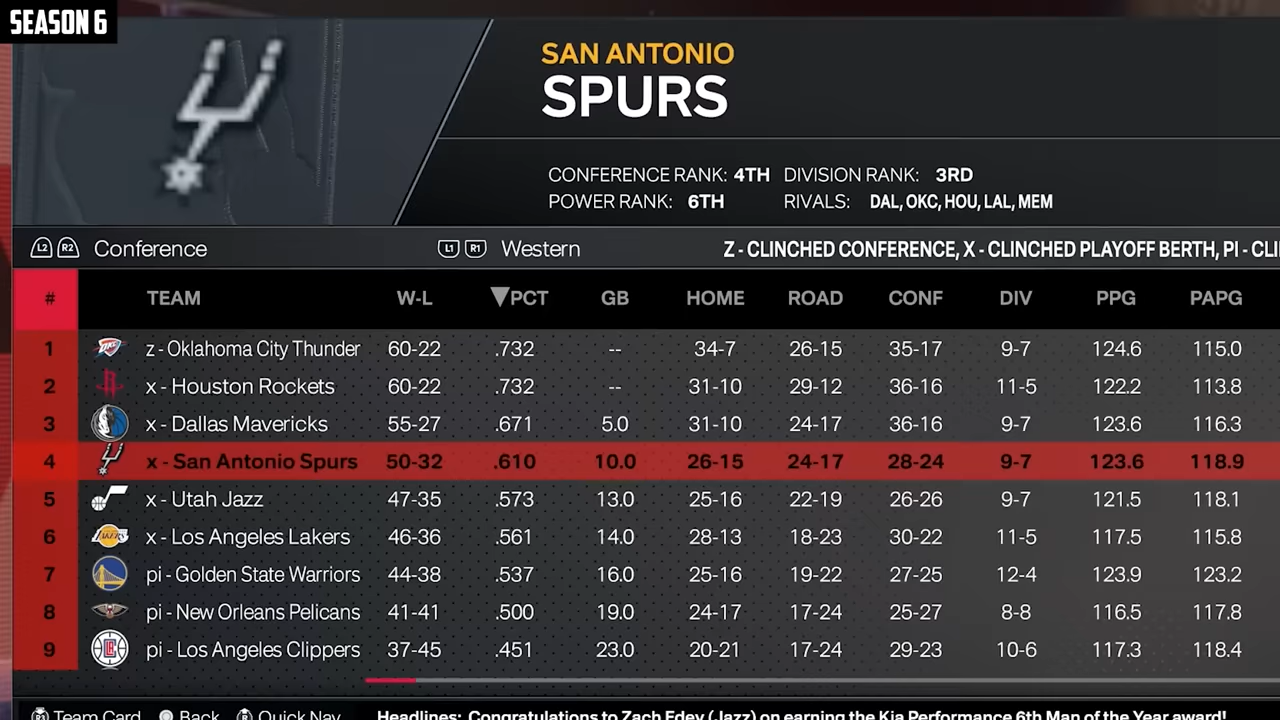 SEASON 6
SAN ANTONIO
SPURS
CONFERENCE RANK: 4TH DIVISION RANK: 3RD
POWER RANK: 6TH RIVALS: DAL, OKC, HOU, LAL, MEM
L2 R2 Conference L1 R1 Western Z - CLINCHED CONFERENCE, X - CLINCHED PLAYOFF BERTH, PI - CLI
# TEAM W-L ▼PCT GB HOME ROAD CONF DIV PPG PAPG
1 z - Oklahoma City Thunder 60-22 .732 -- 34-7 26-15 35-17 9-7 124.6 115.0
2 x - Houston Rockets 60-22 .732 -- 31-10 29-12 36-16 11-5 122.2 113.8
3 x - Dallas Mavericks 55-27 .671 5.0 31-10 24-17 36-16 9-7 123.6 116.3
4 x - San Antonio Spurs 50-32 .610 10.0 26-15 24-17 28-24 9-7 123.6 118.9
5 x - Utah Jazz 47-35 .573 13.0 25-16 22-19 26-26 9-7 121.5 118.1
6 x - Los Angeles Lakers 46-36 .561 14.0 28-13 18-23 30-22 11-5 117.5 115.8
7 pi - Golden State Warriors 44-38 .537 16.0 25-16 19-22 27-25 12-4 123.9 123.2
8 pi - New Orleans Pelicans 41-41 .500 19.0 24-17 17-24 25-27 8-8 116.5 117.8
9 pi - Los Angeles Clippers 37-45 .451 23.0 20-21 17-24 29-23 10-6 117.3 118.4
Team Card Back R Quick Nav Headlines: Congratulations to Zach Edey (Jazz) on earning the Kia Performance 6th Man of the Year award!